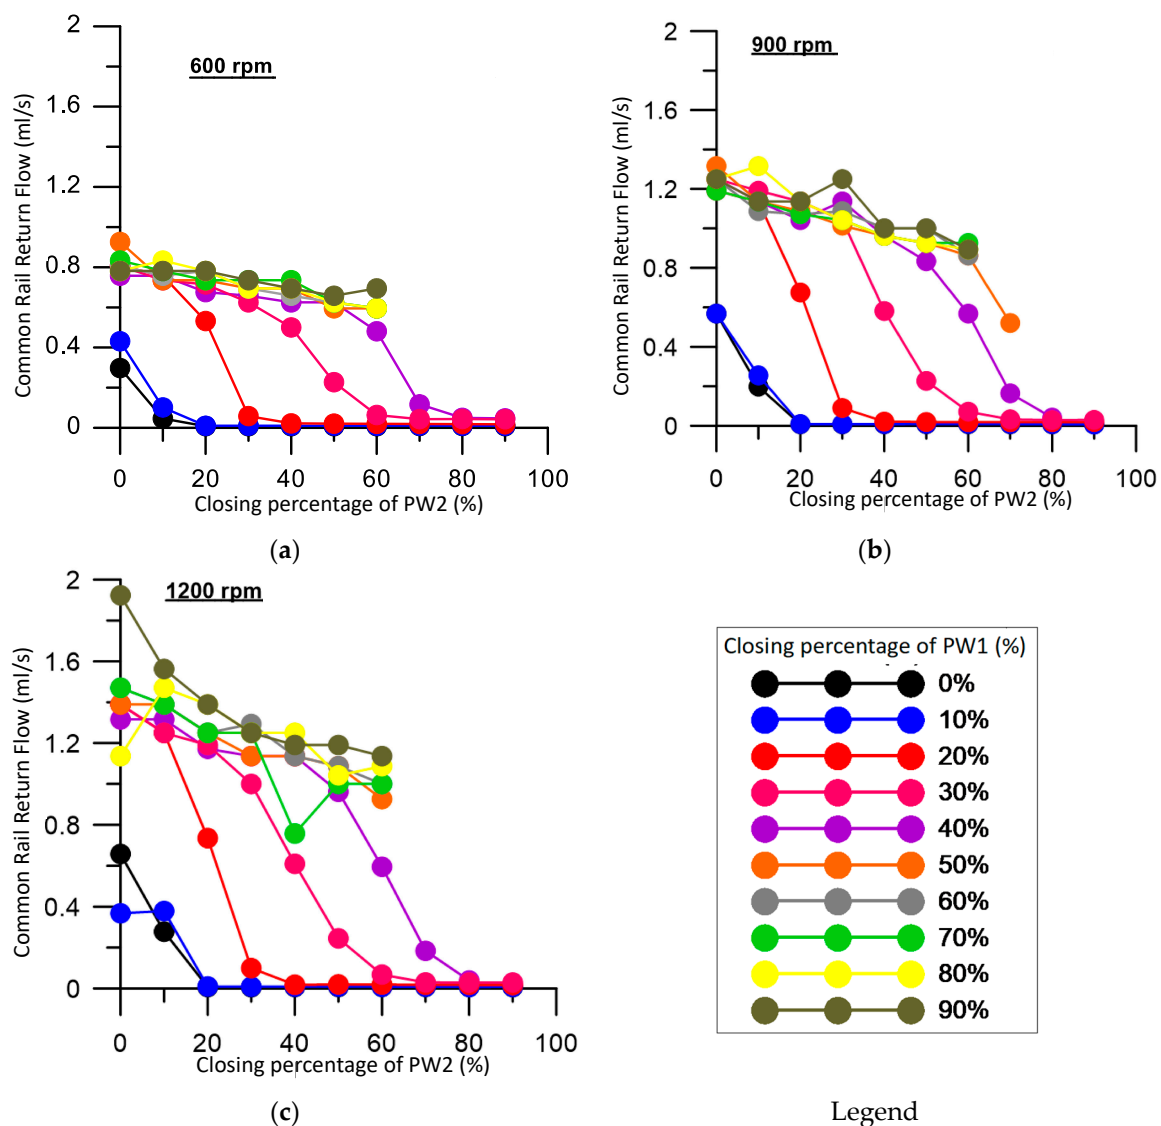 600 rpm
Common Rail Return Flow (ml/s)
2
1.6
1.2
0.8
0.4
0
0 20 40 60 80 100
Closing percentage of PW2 (%)
(a)
900 rpm
Common Rail Return Flow (ml/s)
2
1.6
1.2
0.8
0.4
0
0 20 40 60 80 100
Closing percentage of PW2 (%)
(b)
1200 rpm
Common Rail Return Flow (ml/s)
2
1.6
1.2
0.8
0.4
0
0 20 40 60 80 100
Closing percentage of PW2 (%)
(c)
Closing percentage of PW1 (%)
0%
10%
20%
30%
40%
50%
60%
70%
80%
90%
Legend